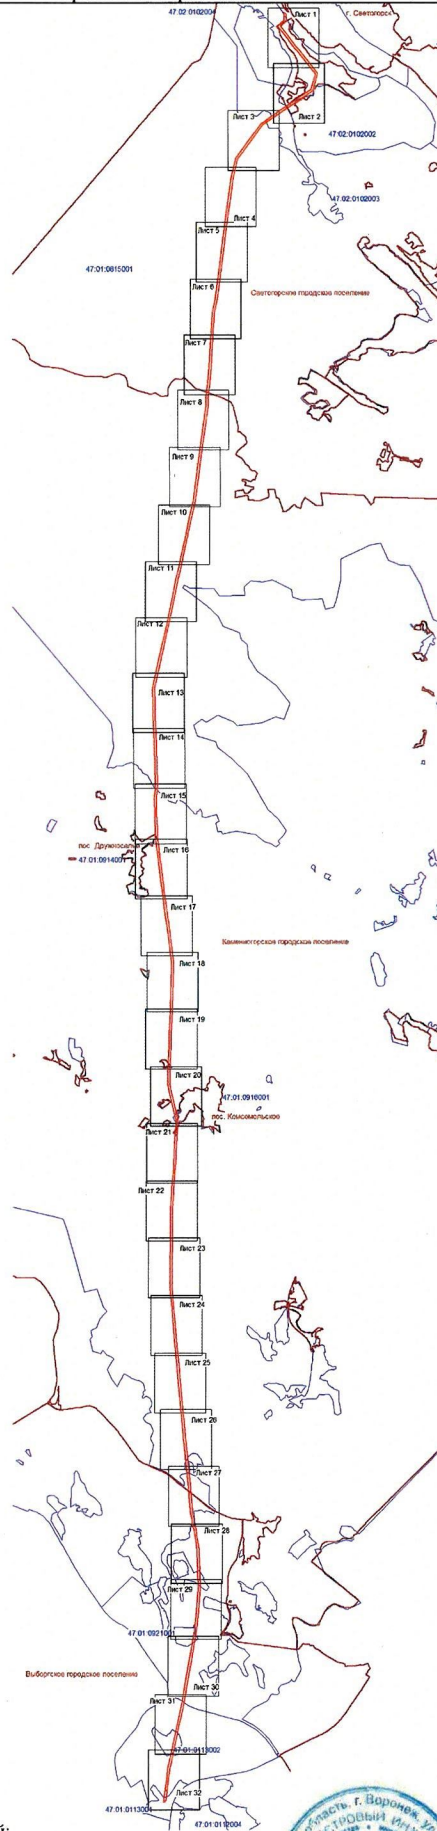 47:02:0102004
Лист 1
г. Светогорск
Лист 2
Лист 3
47:02:0102002
47:02:0102003
Лист 4
Лист 5
47:01:0815001
Лист 6
Светогорское городское поселение
Лист 7
Лист 8
Лист 9
Лист 10
Лист 11
Лист 12
Лист 13
Лист 14
Лист 15
пос. Дружноселье
Лист 16
47:01:0914001
Лист 17
Каменногорское городское поселение
Лист 18
Лист 19
Лист 20
47:01:0916001
пос. Комсомольское
Лист 21
Лист 22
Лист 23
Лист 24
Лист 25
Лист 26
Лист 27
Лист 28
Лист 29
47:01:0921001
Выборгское городское поселение
Лист 30
Лист 31
47:01:0113002
Лист 32
47:01:0113001
47:01:0112004
область, г. Воронеж